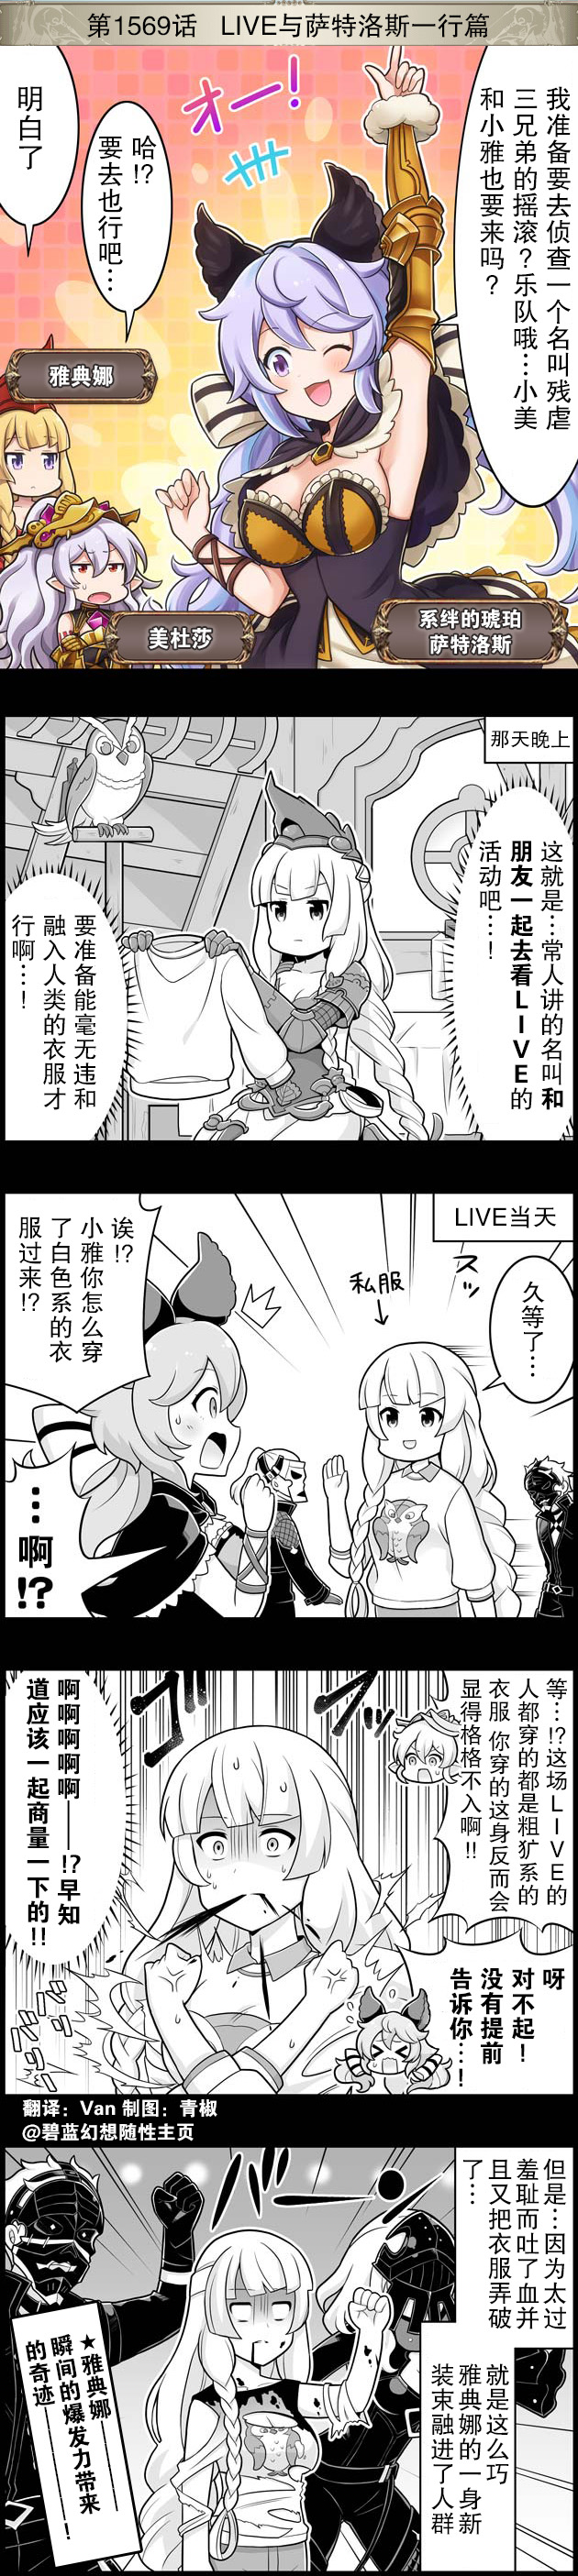 第1569话　LIVE与萨特洛斯一行篇
我准备要去侦查一个名叫残虐
三兄弟的摇滚？乐队哦…小美
和小雅也要来吗？
オー！
哈!?
要去也行吧…
明白了
雅典娜
美杜莎
系绊的琥珀
萨特洛斯
那天晚上
这就是…常人讲的名叫和
朋友一起去看LIVE的
活动吧…！
要准备能毫无违和
融入人类的衣服才
行啊…！
LIVE当天
久等了…
スッ
私服
诶!?
小雅你怎么穿
了白色系的衣
服过来!?
…啊!?
等…!?这场LIVE的
人都穿的都是粗犷系的
衣服 你穿的这身反而会
显得格格不入啊!!
ゴブッ
啊啊啊啊啊——!?早知
道应该一起商量一下的!!
呀
对不起！
没有提前
告诉你…！
翻译：Van 制图：青椒
@碧蓝幻想随性主页
但是…因为太过
羞耻而吐了血并
且又把衣服弄破
了…
就是这么巧
雅典娜的一身新
装束融进了人群
★雅典娜————
瞬间的爆发力带来
的奇迹————！